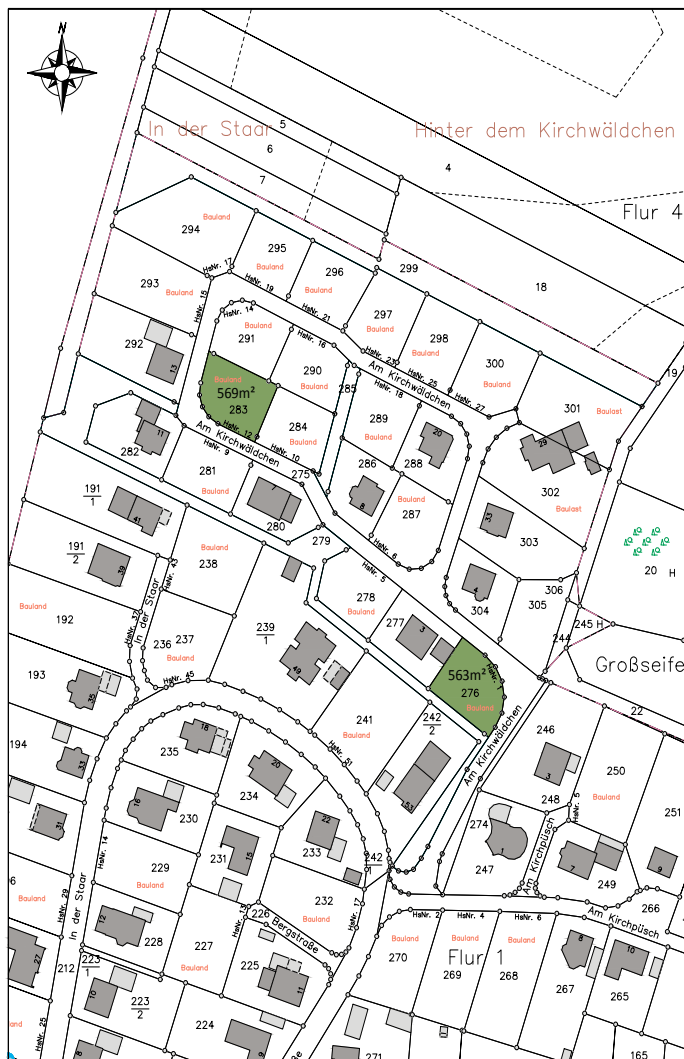 N
5
In der Staar
Hinter dem Kirchwäldchen
6
4
7
Flur 4
Bauland
294
295
Bauland
296
Bauland
299
18
HsNr. 17
293
Bauland
HsNr. 19
HsNr. 15
HsNr. 14
HsNr. 21
297
Bauland
298
Bauland
300
Bauland
19
292
13
Bauland
291
HsNr. 16
290
Bauland
285
HsNr. 23
Am Kirchwäldchen
HsNr. 25
HsNr. 18
HsNr. 27
301
Baulast
Bauland
569m²
283
HsNr. 12
284
Bauland
HsNr. 10
289
Bauland
20
29
11
282
Am Kirchwäldchen
HsNr. 9
281
Bauland
275
286
288
Bauland
287
302
Baulast
191
1
41
7
280
8
HsNr. 6
33
303
279
191
2
39
HsNr. 43
238
Bauland
HsNr. 5
20 H
278
Bauland
4
304
305
306
Bauland
192
HsNr. 37
In der Staar
236
237
Bauland
239
1
277
3
244
245 H
193
35
HsNr. 45
49
563m²
276
Bauland
HsNr. 1
Großseife
22
194
33
18
235
20
234
241
Bauland
HsNr. 51
242
2
53
Am Kirchwäldchen
246
3
250
Bauland
251
31
16
230
HsNr. 14
231
15
22
233
242
274
1
247
248
HsNr. 5
Am Kirchpüsch
7
249
9
229
Bauland
HsNr. 29
In der Staar
Bauland
12
228
227
Bauland
HsNr. 13
226
Bergstraße
232
Bauland
HsNr. 17
HsNr. 2
HsNr. 4
HsNr. 6
Am Kirchpüsch
266
27
212
223
1
10
223
2
225
11
Bauland
270
Flur 1
Bauland
269
Bauland
268
8
267
Bauland
10
265
HsNr. 25
8
224
9
271
165